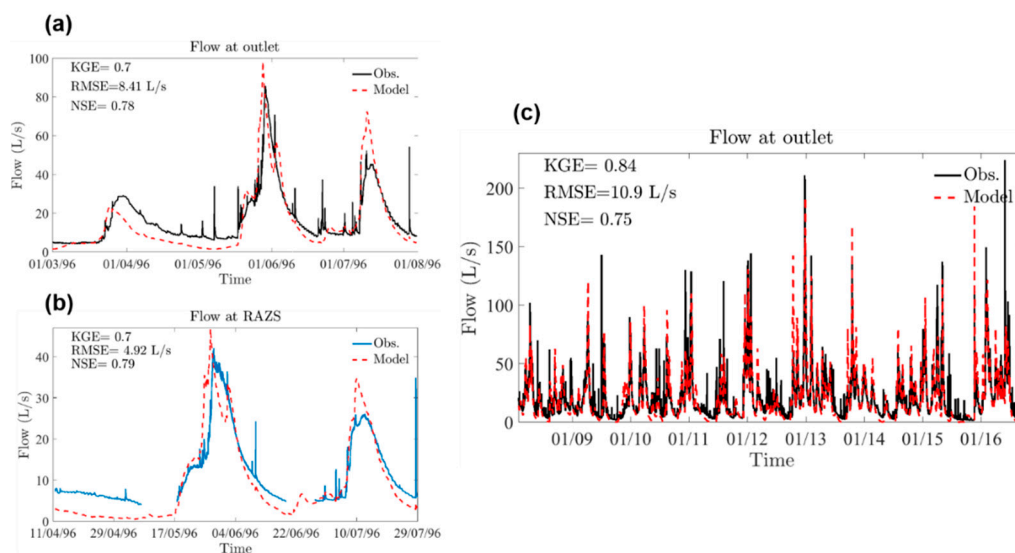 (a)
Flow at outlet
KGE= 0.7
RMSE=8.41 L/s
NSE= 0.78
Obs.
Model
100
80
60
40
20
0
Flow (L/s)
01/03/96 01/04/96 01/05/96 01/06/96 01/07/96 01/08/96
Time
(b)
Flow at RAZS
KGE= 0.7
RMSE= 4.92 L/s
NSE= 0.79
Obs.
Model
40
30
20
10
0
Flow (L/s)
11/04/96 29/04/96 17/05/96 04/06/96 22/06/96 10/07/96 29/07/96
Time
(c)
Flow at outlet
KGE= 0.84
RMSE=10.9 L/s
NSE= 0.75
Obs.
Model
200
150
100
50
0
Flow (L/s)
01/09 01/10 01/11 01/12 01/13 01/14 01/15 01/16
Time